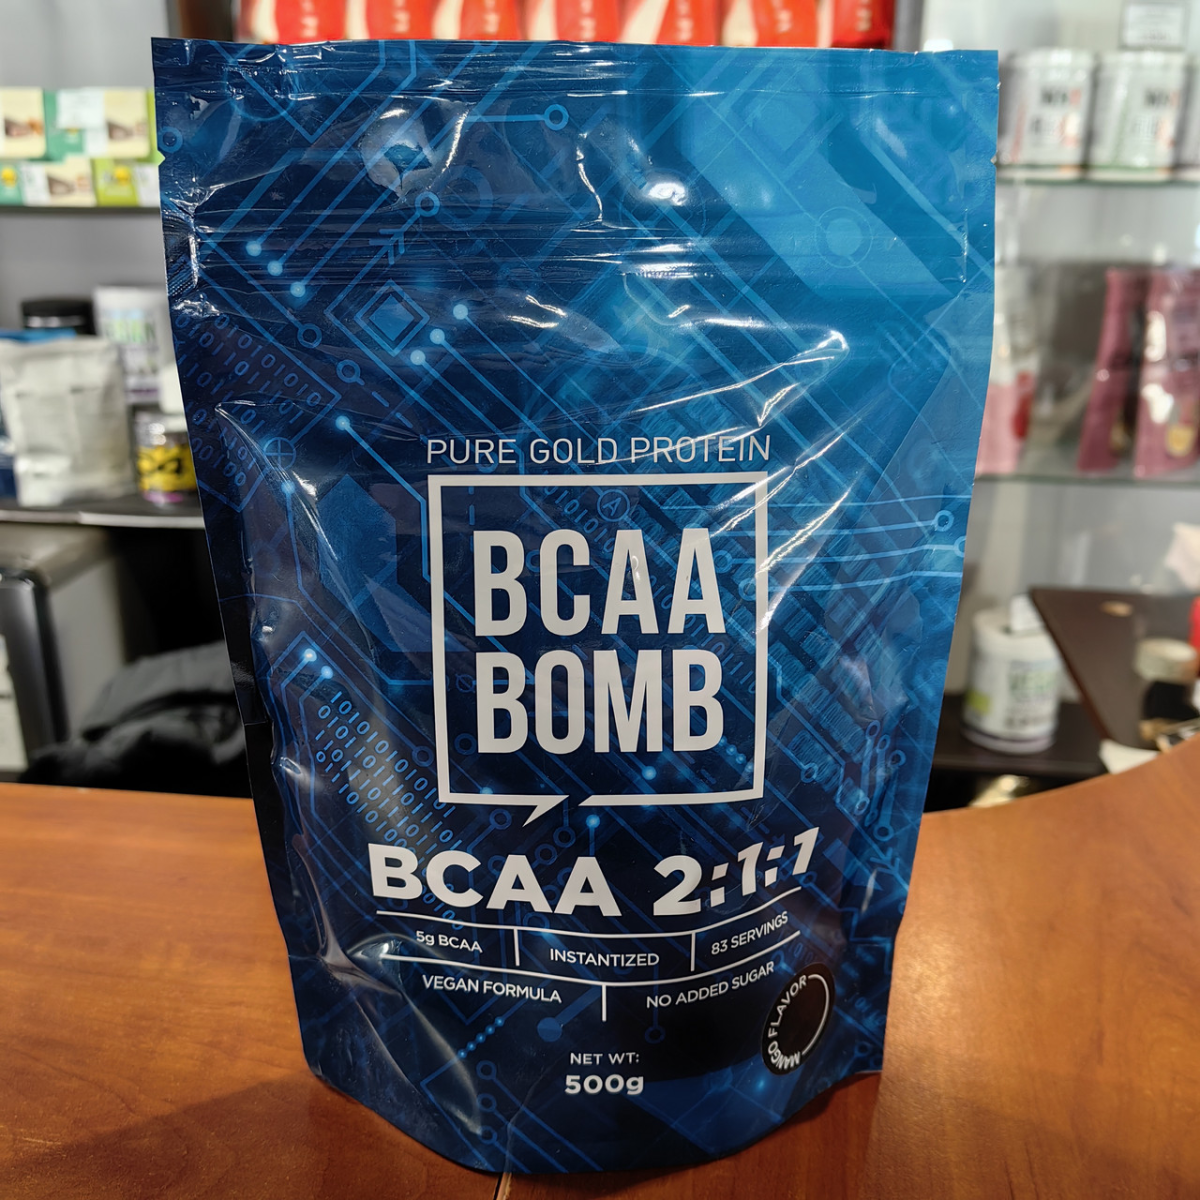 PURE GOLD PROTEIN
BCAA
BOMB
BCAA 2:1:1
5g BCAA
INSTANTIZED
83 SERVINGS
VEGAN FORMULA
NO ADDED SUGAR
MANGO FLAVOR
NET WT:
500g